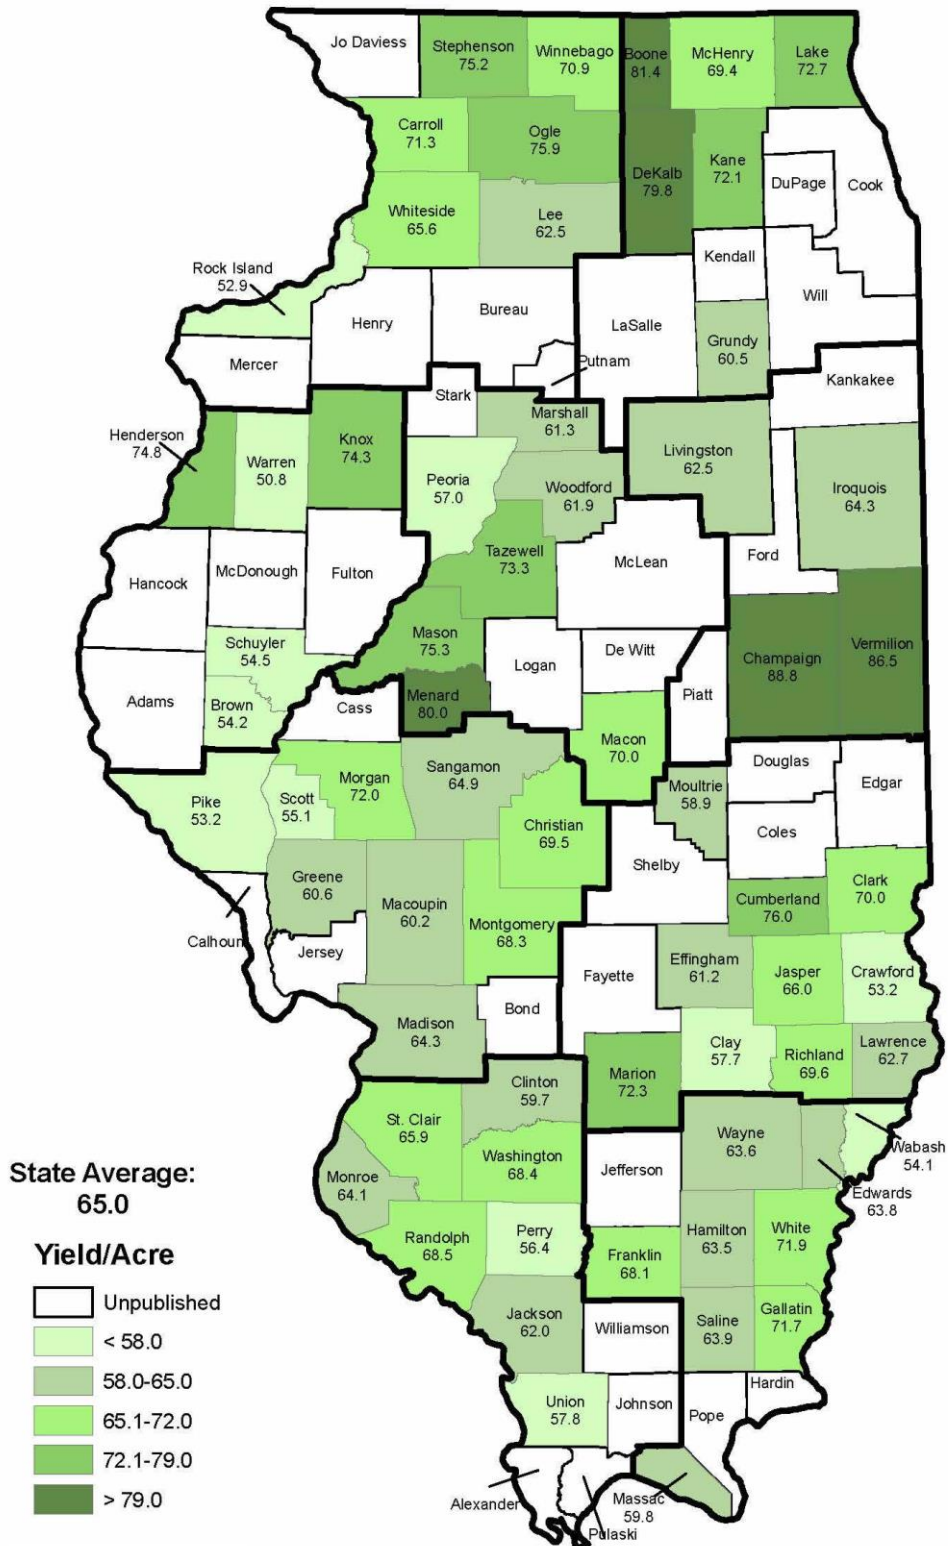 Jo Daviess
Stephenson
75.2
Winnebago
70.9
Boone
81.4
McHenry
69.4
Lake
72.7
Carroll
71.3
Ogle
75.9
DeKalb
79.8
Kane
72.1
DuPage
Cook
Whiteside
65.6
Lee
62.5
Kendall
Will
Rock Island
52.9
Henry
Bureau
LaSalle
Grundy
60.5
Mercer
Putnam
Kankakee
Stark
Marshall
61.3
Henderson
74.8
Warren
50.8
Knox
74.3
Peoria
57.0
Woodford
61.9
Livingston
62.5
Iroquois
64.3
Tazewell
73.3
McLean
Ford
Hancock
McDonough
Fulton
Schuyler
54.5
Mason
75.3
Logan
De Witt
Champaign
88.8
Vermilion
86.5
Adams
Brown
54.2
Cass
Menard
80.0
Piatt
Macon
70.0
Douglas
Edgar
Pike
53.2
Scott
55.1
Morgan
72.0
Sangamon
64.9
Christian
69.5
Moultrie
58.9
Coles
Shelby
Greene
60.6
Macoupin
60.2
Montgomery
68.3
Cumberland
76.0
Clark
70.0
Calhoun
Jersey
Fayette
Effingham
61.2
Jasper
66.0
Crawford
53.2
Bond
Madison
64.3
Marion
72.3
Clay
57.7
Richland
69.6
Lawrence
62.7
Clinton
59.7
St. Clair
65.9
Washington
68.4
Jefferson
Wayne
63.6
Wabash
54.1
Edwards
63.8
Monroe
64.1
Randolph
68.5
Perry
56.4
Franklin
68.1
Hamilton
63.5
White
71.9
Jackson
62.0
Williamson
Saline
63.9
Gallatin
71.7
Union
57.8
Johnson
Pope
Hardin
Alexander
Pulaski
Massac
59.8
State Average:
65.0
Yield/Acre
Unpublished
< 58.0
58.0-65.0
65.1-72.0
72.1-79.0
> 79.0